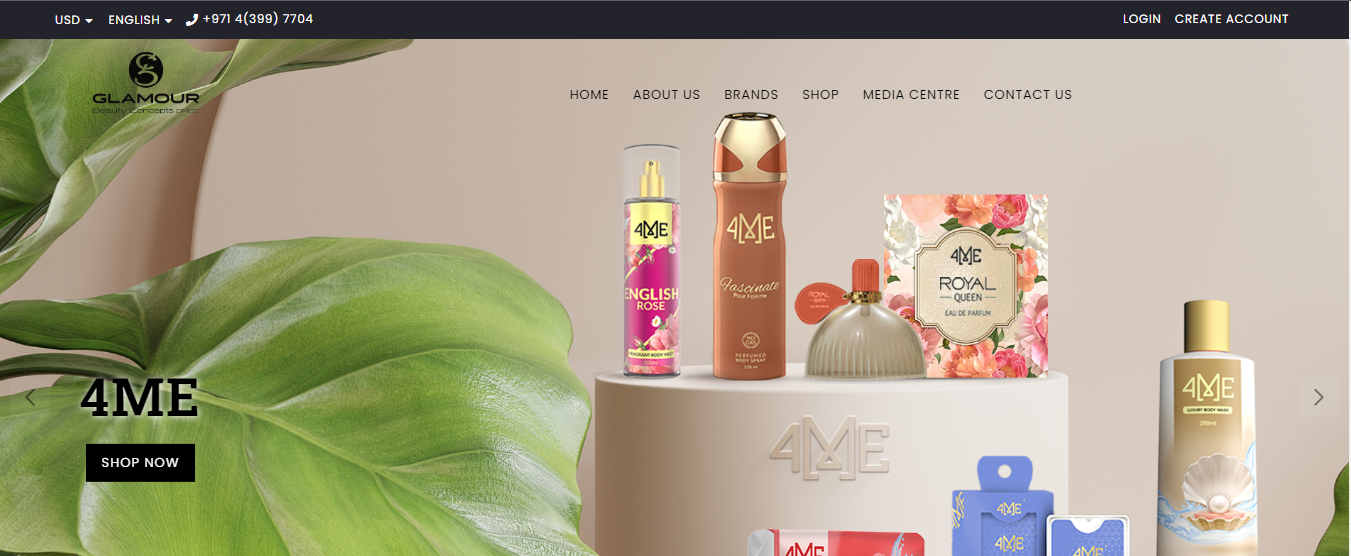 USD ENGLISH +971 4(399) 7704 LOGIN CREATE ACCOUNT
GLAMOUR
Beauty Concepts
HOME ABOUT US BRANDS SHOP MEDIA CENTRE CONTACT US
4ME
ENGLISH
ROSE
FRAGRANT BODY MIST
4ME
Fascinate
Pour Femme
NO GAS
PERFUMED
BODY SPRAY
ROYAL
QUEEN
4ME
ROYAL
QUEEN
EAU DE PARFUM
4ME
LUXURY BODY WASH
4ME
SHOP NOW
4ME
4ME
4ME
4ME